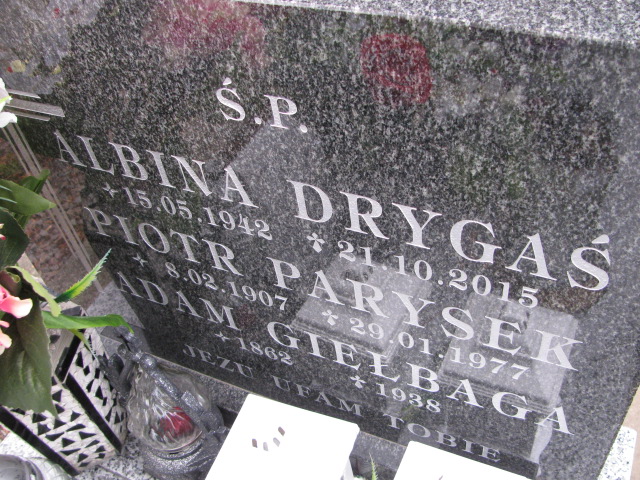 Ś.P.
ALBINA DRYGAŚ
*15.05.1942 ✢ 21.10.2015
PIOTR PARYSEK
* 8.02.1907 ✢ 29.01.1977
ADAM GIEŁBAGA
*1862 ✢1938
JEZU UFAM TOBIE